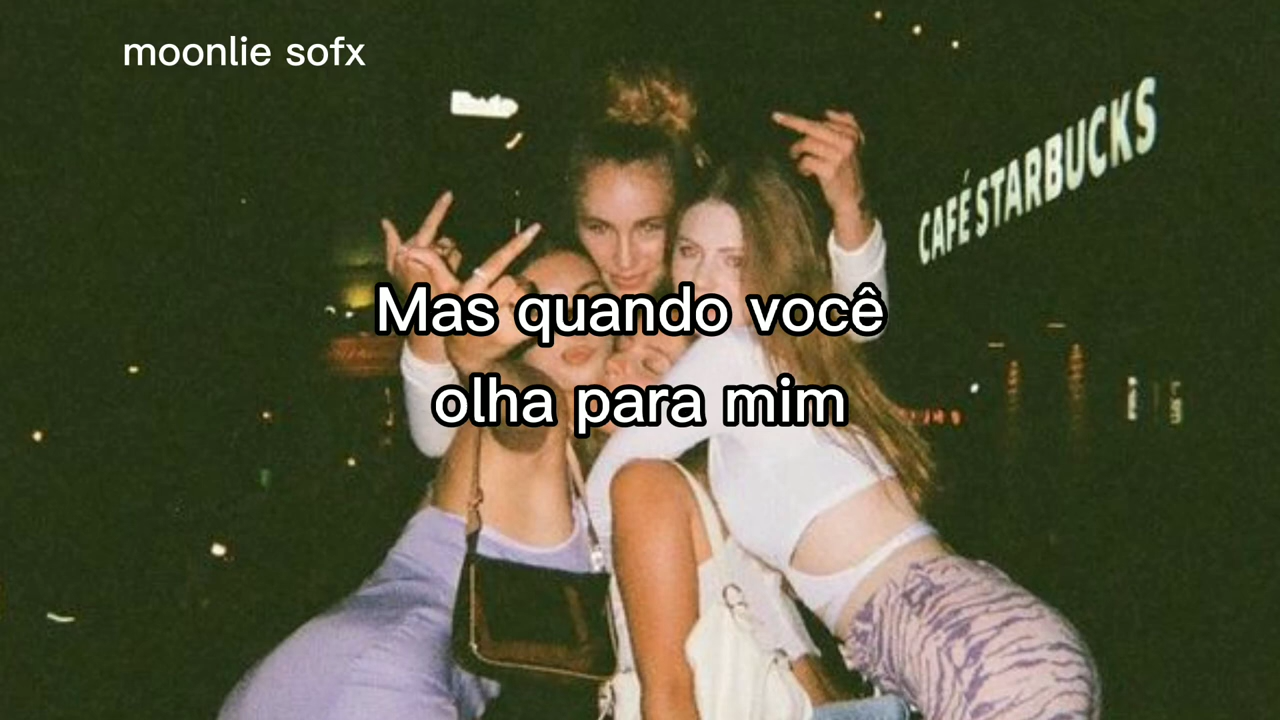 moonlie sofx
CAFÉ STARBUCKS
Mas quando você
olha para mim